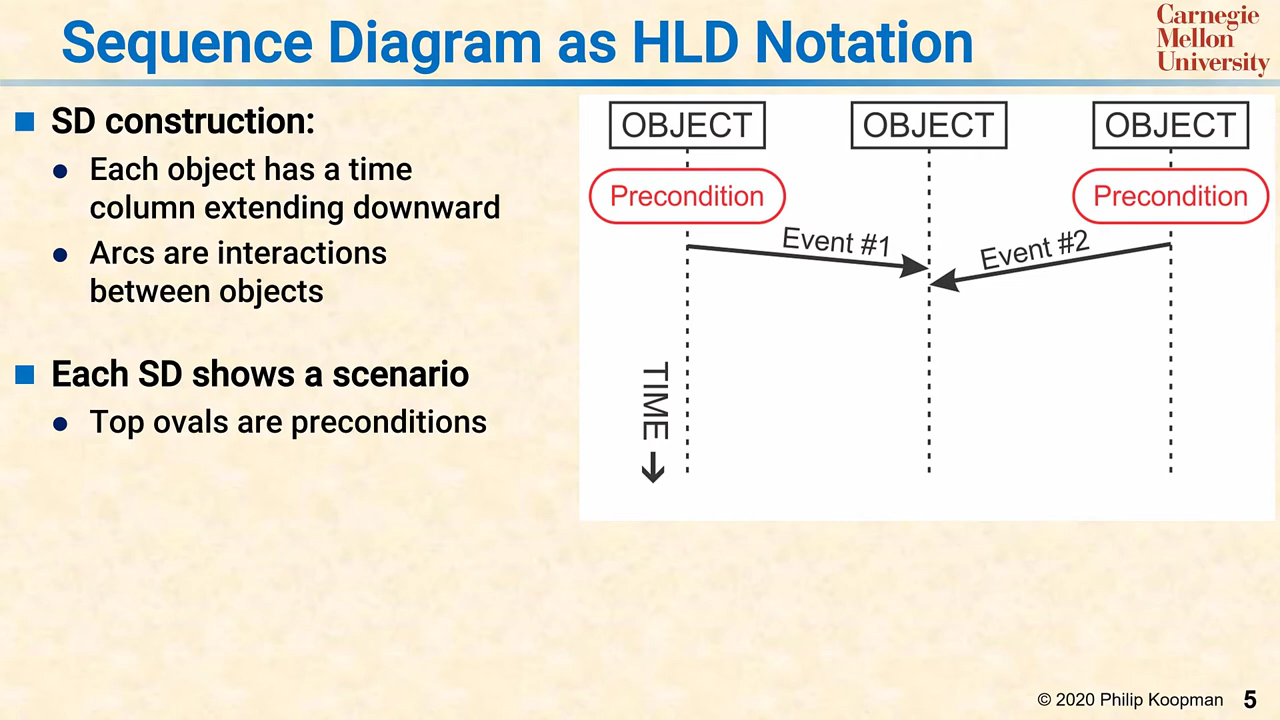 Sequence Diagram as HLD Notation
Carnegie
Mellon
University
SD construction:
Each object has a time
column extending downward
Arcs are interactions
between objects
Each SD shows a scenario
Top ovals are preconditions
OBJECT OBJECT OBJECT
Precondition Precondition
Event #1 Event #2
TIME →
© 2020 Philip Koopman 5